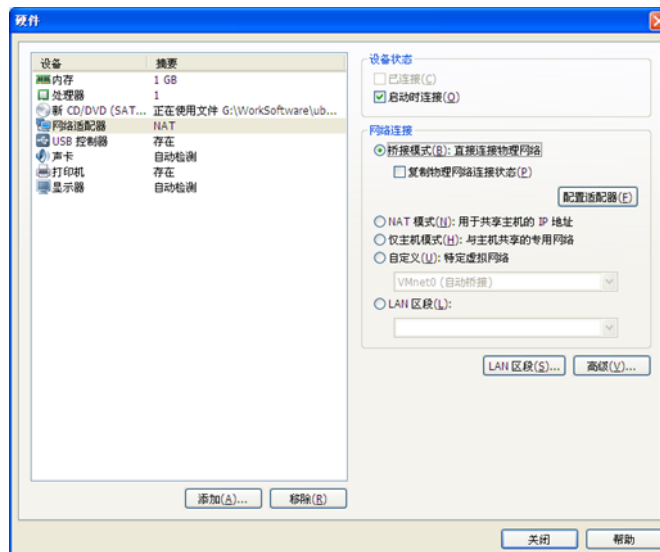 硬件
设备 摘要
内存 1 GB
处理器 1
新 CD/DVD (SAT... 正在使用文件 G:\WorkSoftware\ub...
网络适配器 NAT
USB 控制器 存在
声卡 自动检测
打印机 存在
显示器 自动检测
添加(A)...
移除(R)
设备状态
已连接(C)
启动时连接(O)
网络连接
桥接模式(B): 直接连接物理网络
复制物理网络连接状态(P)
配置适配器(F)
NAT 模式(N): 用于共享主机的 IP 地址
仅主机模式(H): 与主机共享的专用网络
自定义(U): 特定虚拟网络
VMnet0 (自动桥接)
LAN 区段(L):
LAN 区段(S)...
高级(V)...
关闭
帮助